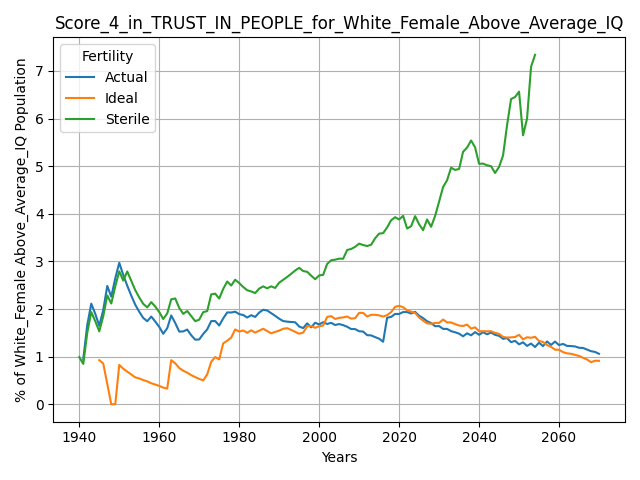 Score_4_in_TRUST_IN_PEOPLE_for_White_Female_Above_Average_IQ
% of White_Female Above_Average_IQ Population
Fertility
Actual
Ideal
Sterile
7
6
5
4
3
2
1
0
1940 1960 1980 2000 2020 2040 2060
Years